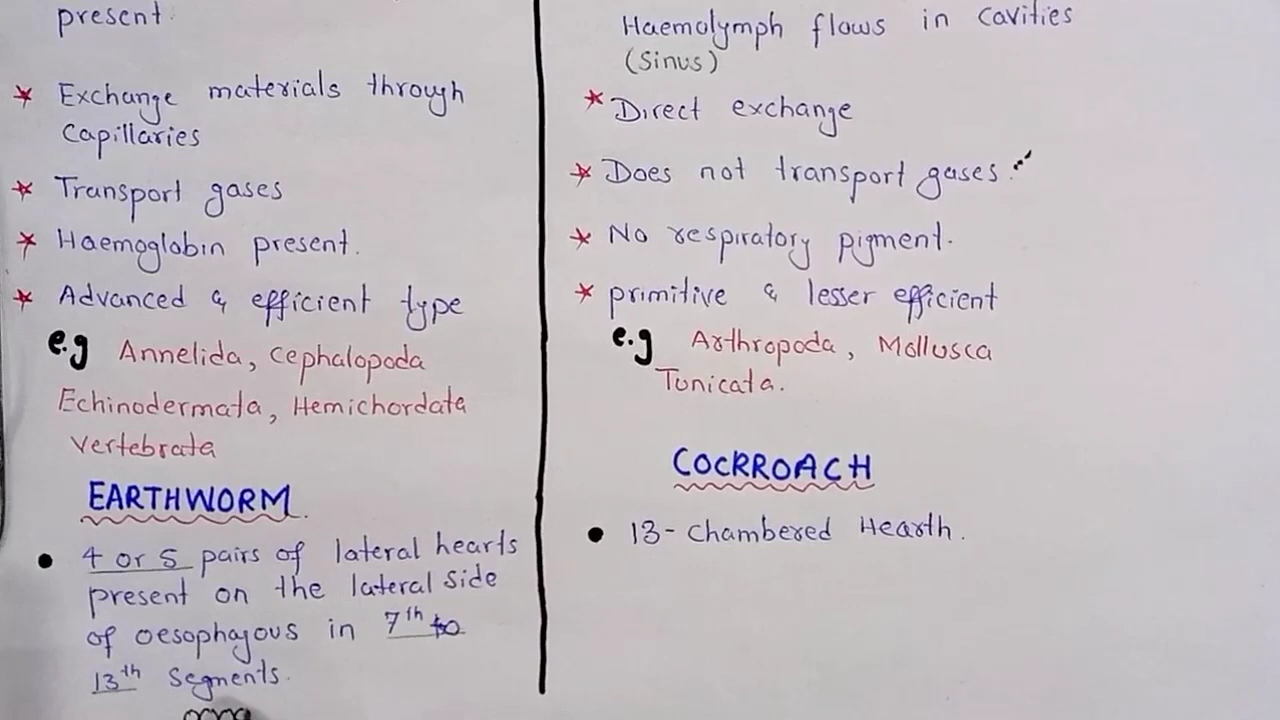 present.
* Exchange materials through
capillaries
* Transport gases
* Haemoglobin present.
* Advanced & efficient type
e.g Annelida, Cephalopoda
Echinodermata, Hemichordata
Vertebrata
EARTHWORM.
• 4 or 5 pairs of lateral hearts
present on the lateral side
of oesophagous in 7th to
13th segments.
Haemolymph flows in cavities
(sinus)
* Direct exchange
* Does not transport gases.
* No respiratory pigment.
* primitive & lesser efficient
e.g Arthropoda, Mollusca
Tunicata.
COCKROACH
• 13-Chambered Hearth.